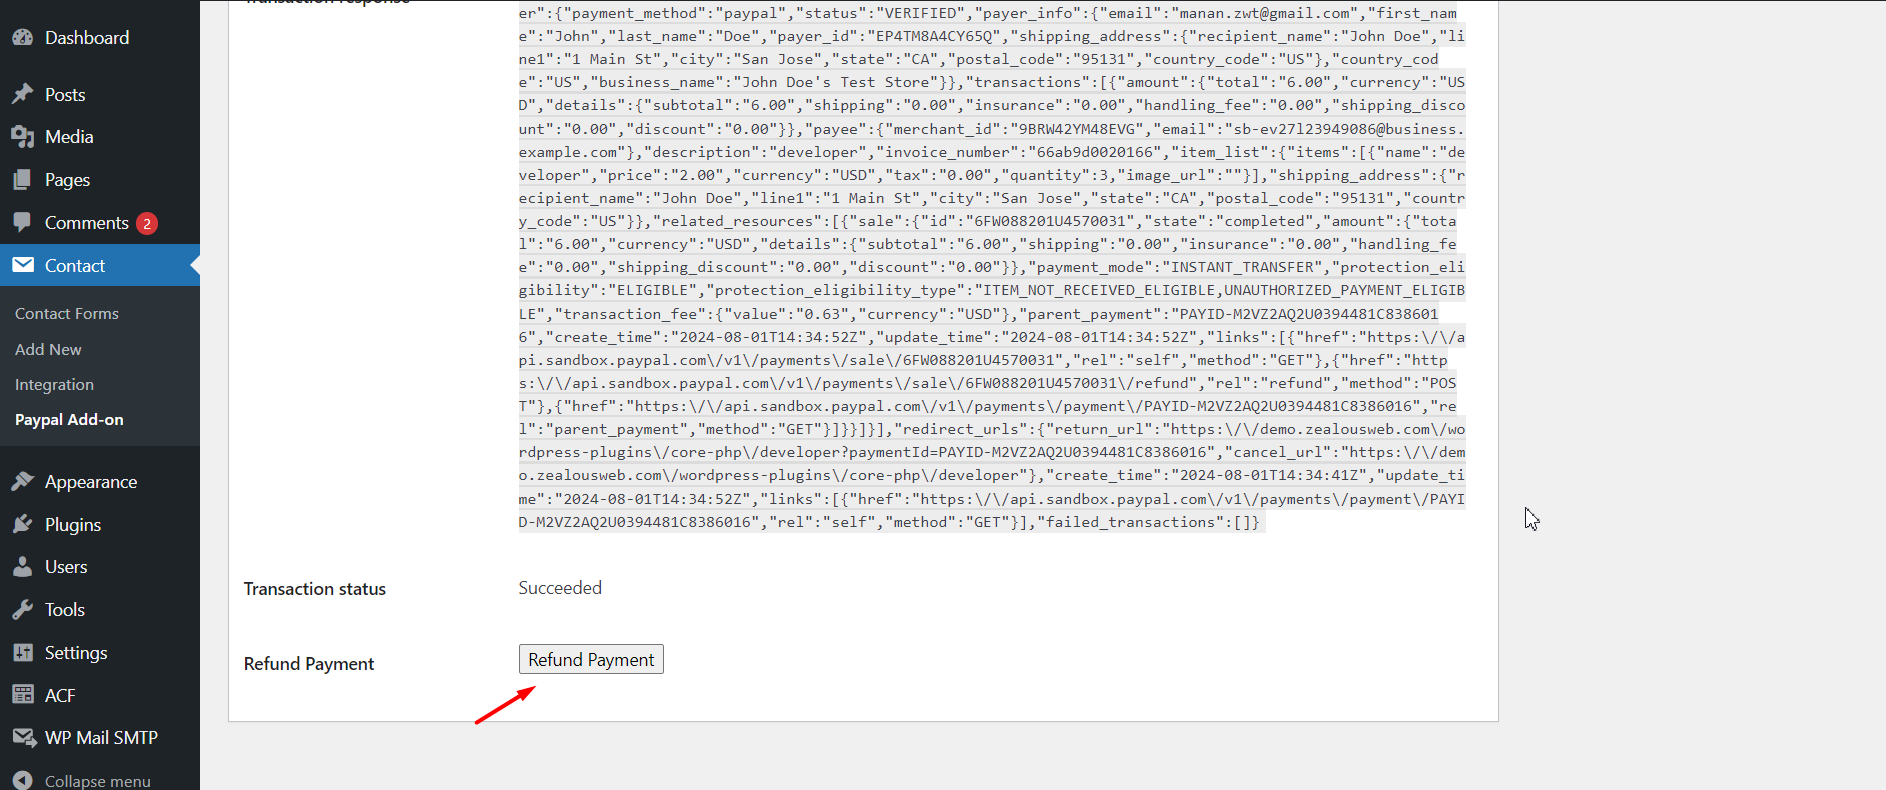 Dashboard
Posts
Media
Pages
Comments 2
Contact
Contact Forms
Add New
Integration
Paypal Add-on
Appearance
Plugins
Users
Tools
Settings
ACF
WP Mail SMTP
Collapse menu
Transaction response
er":{"payment_method":"paypal","status":"VERIFIED","payer_info":{"email":"manan.zwt@gmail.com","first_nam
e":"John","last_name":"Doe","payer_id":"EP4TM8A4CY65Q","shipping_address":{"recipient_name":"John Doe","li
ne1":"1 Main St","city":"San Jose","state":"CA","postal_code":"95131","country_code":"US"},"country_cod
e":"US","business_name":"John Doe's Test Store"}},"transactions":[{"amount":{"total":"6.00","currency":"US
D","details":{"subtotal":"6.00","shipping":"0.00","insurance":"0.00","handling_fee":"0.00","shipping_disco
unt":"0.00","discount":"0.00"}},"payee":{"merchant_id":"9BRW42YM48EVG","email":"sb-ev27l23949086@business.
example.com"},"description":"developer","invoice_number":"66ab9d0020166","item_list":{"items":[{"name":"de
veloper","price":"2.00","currency":"USD","tax":"0.00","quantity":3,"image_url":""}],"shipping_address":{"r
ecipient_name":"John Doe","line1":"1 Main St","city":"San Jose","state":"CA","postal_code":"95131","countr
y_code":"US"}},"related_resources":[{"sale":{"id":"6FW088201U4570031","state":"completed","amount":{"tota
l":"6.00","currency":"USD","details":{"subtotal":"6.00","shipping":"0.00","insurance":"0.00","handling_fe
e":"0.00","shipping_discount":"0.00","discount":"0.00"}},"payment_mode":"INSTANT_TRANSFER","protection_eli
gibility":"ELIGIBLE","protection_eligibility_type":"ITEM_NOT_RECEIVED_ELIGIBLE,UNAUTHORIZED_PAYMENT_ELIGIB
LE","transaction_fee":{"value":"0.63","currency":"USD"},"parent_payment":"PAYID-M2VZ2AQ2U0394481C838601
6","create_time":"2024-08-01T14:34:52Z","update_time":"2024-08-01T14:34:52Z","links":[{"href":"https:\/\/a
pi.sandbox.paypal.com\/v1\/payments\/sale\/6FW088201U4570031","rel":"self","method":"GET"},{"href":"http
s:\/\/api.sandbox.paypal.com\/v1\/payments\/sale\/6FW088201U4570031\/refund","rel":"refund","method":"POS
T"},{"href":"https:\/\/api.sandbox.paypal.com\/v1\/payments\/payment\/PAYID-M2VZ2AQ2U0394481C8386016","re
l":"parent_payment","method":"GET"}]}}]}],"redirect_urls":{"return_url":"https:\/\/demo.zealousweb.com\/wo
rdpress-plugins\/core-php\/developer?paymentId=PAYID-M2VZ2AQ2U0394481C8386016","cancel_url":"https:\/\/dem
o.zealousweb.com\/wordpress-plugins\/core-php\/developer"},"create_time":"2024-08-01T14:34:41Z","update_ti
me":"2024-08-01T14:34:52Z","links":[{"href":"https:\/\/api.sandbox.paypal.com\/v1\/payments\/payment\/PAYI
D-M2VZ2AQ2U0394481C8386016","rel":"self","method":"GET"}],"failed_transactions":[]}
Transaction status Succeeded
Refund Payment Refund Payment